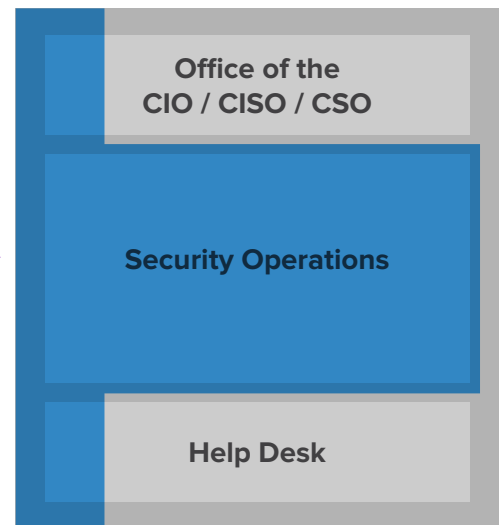 Office of the
CIO / CISO / CSO
Security Operations
Help Desk